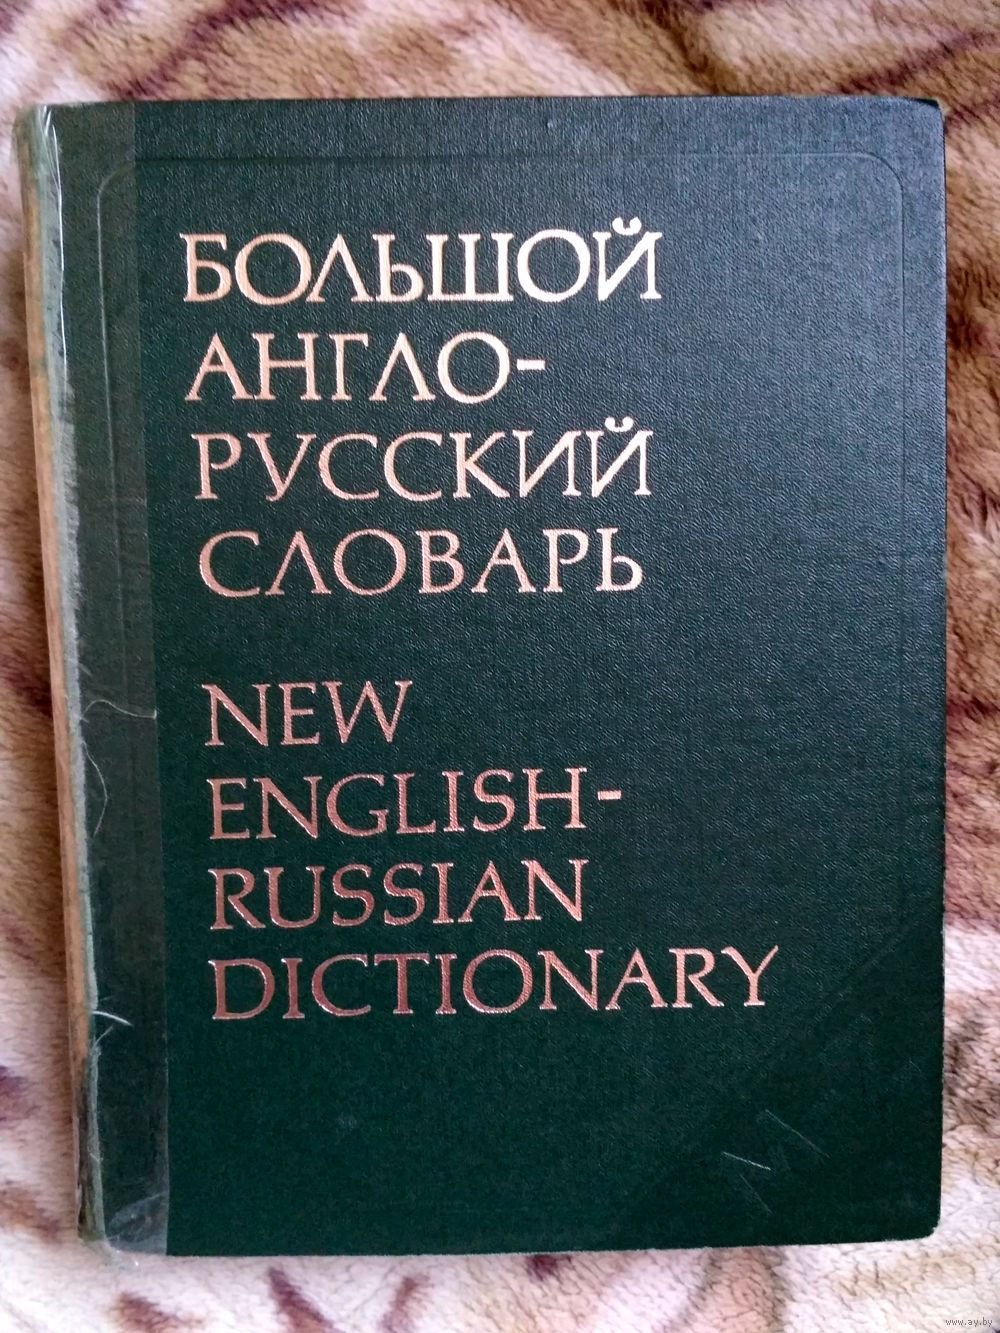 БОЛЬШОЙ
АНГЛО-
РУССКИЙ
СЛОВАРЬ
NEW
ENGLISH-
RUSSIAN
DICTIONARY
www.ay.by